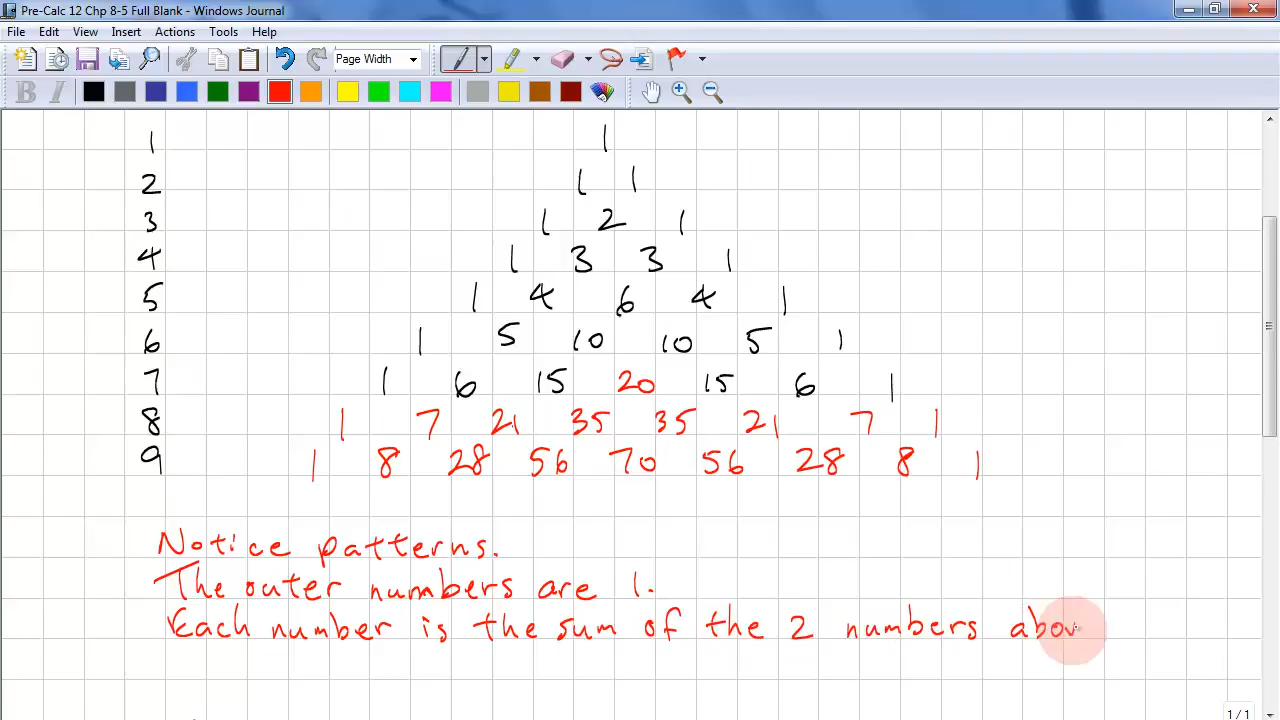 Pre-Calc 12 Chp 8-5 Full Blank - Windows Journal
File Edit View Insert Actions Tools Help
Page Width
B I
1 1
2 1 1
3 1 2 1
4 1 3 3 1
5 1 4 6 4 1
6 1 5 10 10 5 1
7 1 6 15 20 15 6 1
8 1 7 21 35 35 21 7 1
9 1 8 28 56 70 56 28 8 1
Notice patterns.
The outer numbers are 1.
Each number is the sum of the 2 numbers abov
1/1